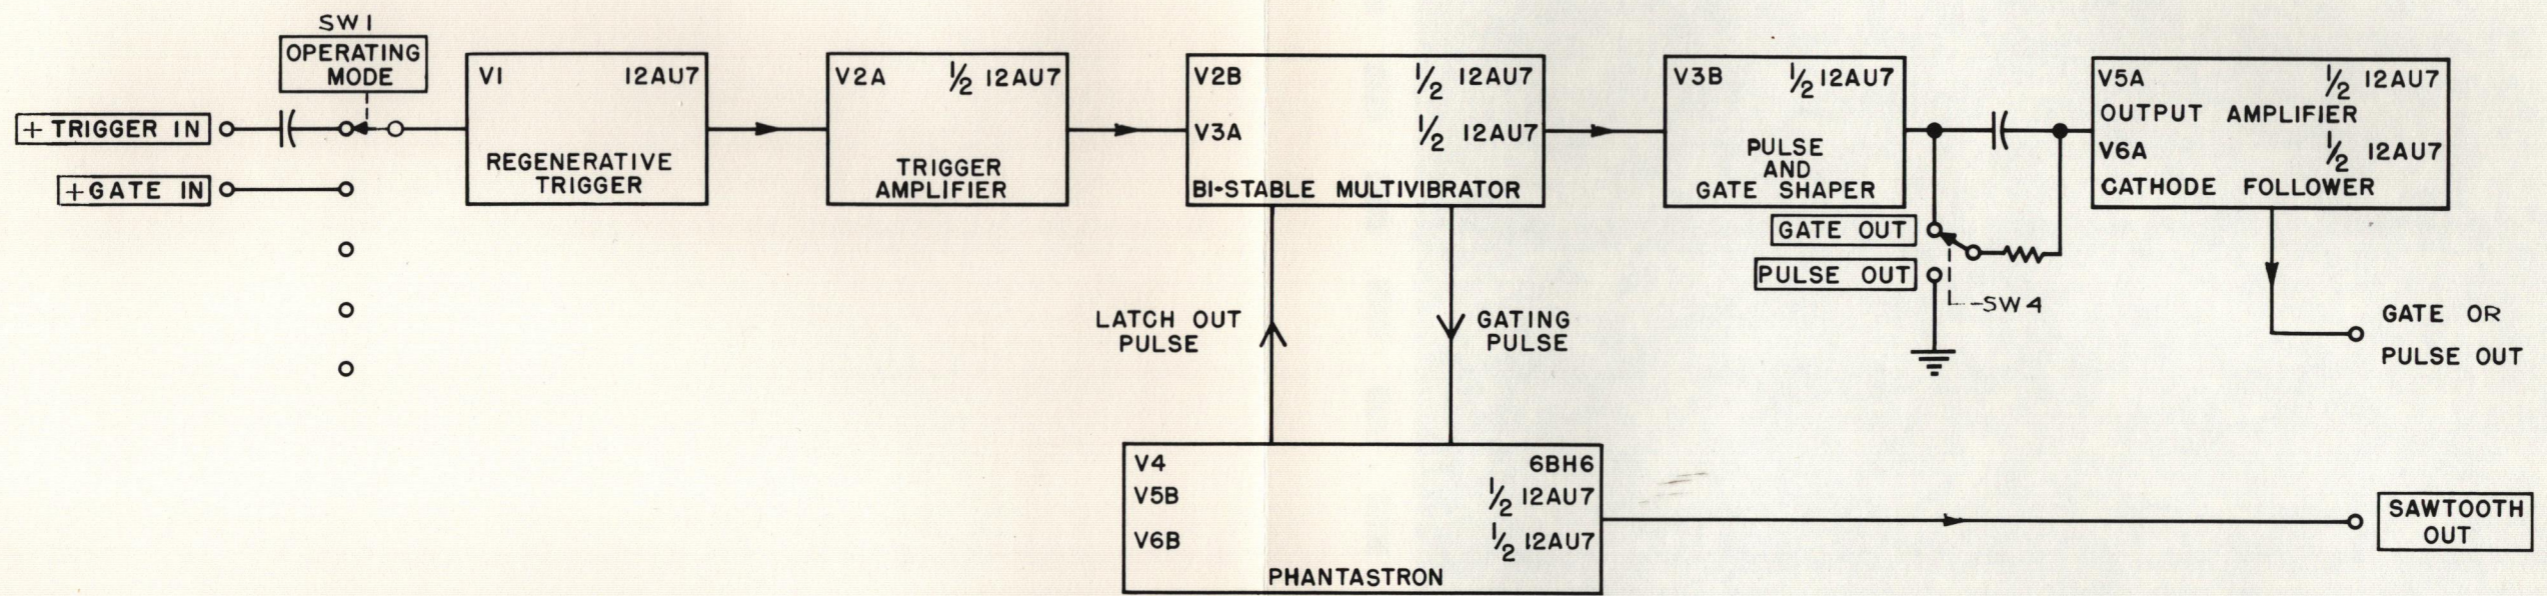 SW1
OPERATING
MODE
+ TRIGGER IN
+ GATE IN
V1 12AU7
REGENERATIVE
TRIGGER
V2A 1/2 12AU7
TRIGGER
AMPLIFIER
V2B 1/2 12AU7
V3A 1/2 12AU7
BI-STABLE MULTIVIBRATOR
V3B 1/2 12AU7
PULSE
AND
GATE SHAPER
GATE OUT
PULSE OUT
SW4
V5A 1/2 12AU7
OUTPUT AMPLIFIER
V6A 1/2 12AU7
CATHODE FOLLOWER
GATE OR
PULSE OUT
LATCH OUT
PULSE
GATING
PULSE
V4 6BH6
V5B 1/2 12AU7
V6B 1/2 12AU7
PHANTASTRON
SAWTOOTH
OUT